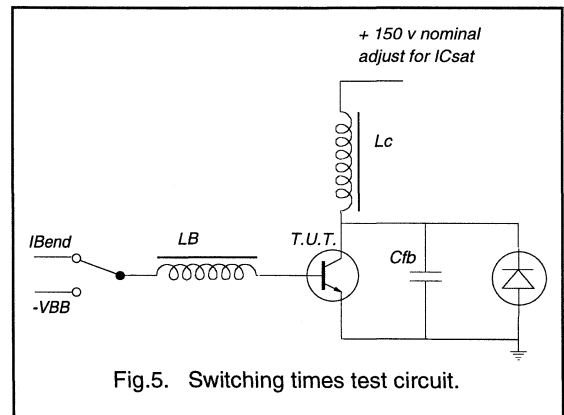 + 150 v nominal
adjust for ICsat
Lc
IBend
LB
T.U.T.
Cfb
-VBB
Fig.5. Switching times test circuit.